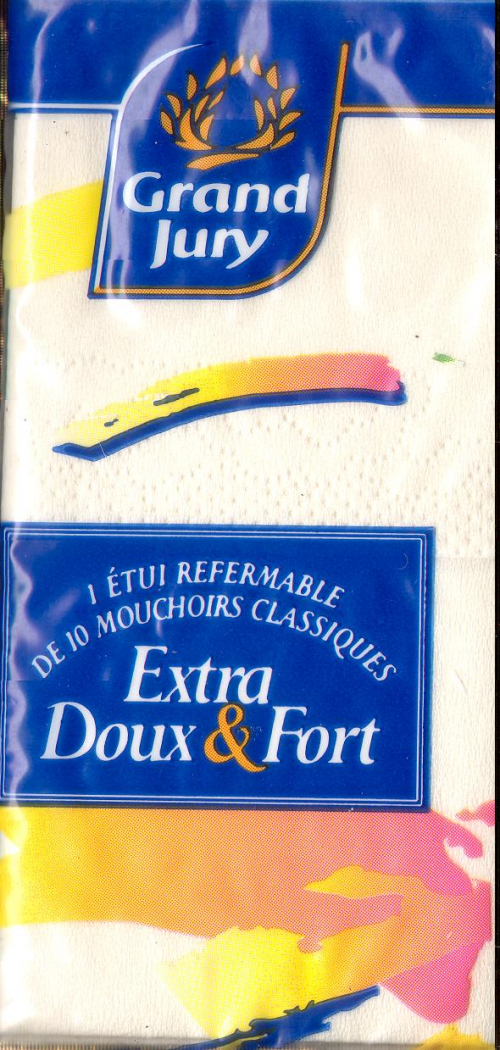 Grand
Jury
1 ÉTUI REFERMABLE
DE 10 MOUCHOIRS CLASSIQUES
Extra
Doux & Fort